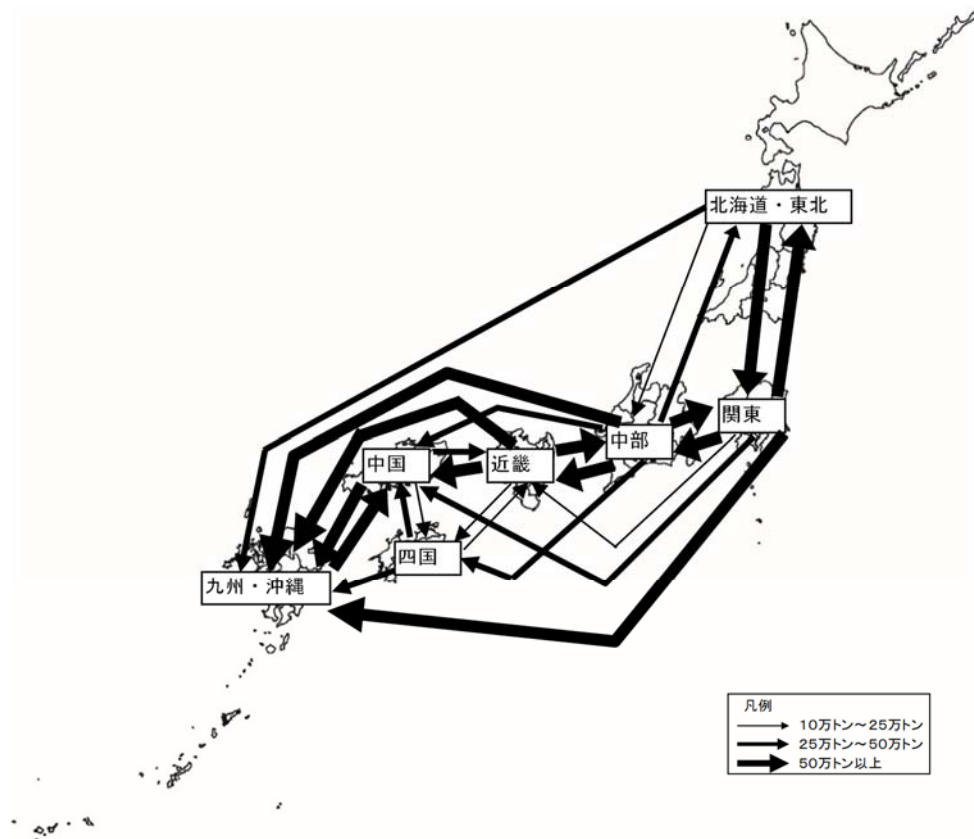 北海道・東北
関東
中部
近畿
中国
四国
九州・沖縄
凡例
10万トン～25万トン
25万トン～50万トン
50万トン以上